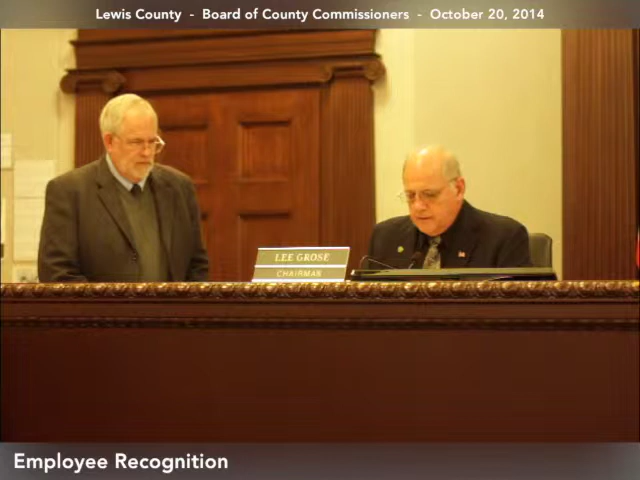 Lewis County - Board of County Commissioners - October 20, 2014
LEE GROSE
CHAIRMAN
Employee Recognition